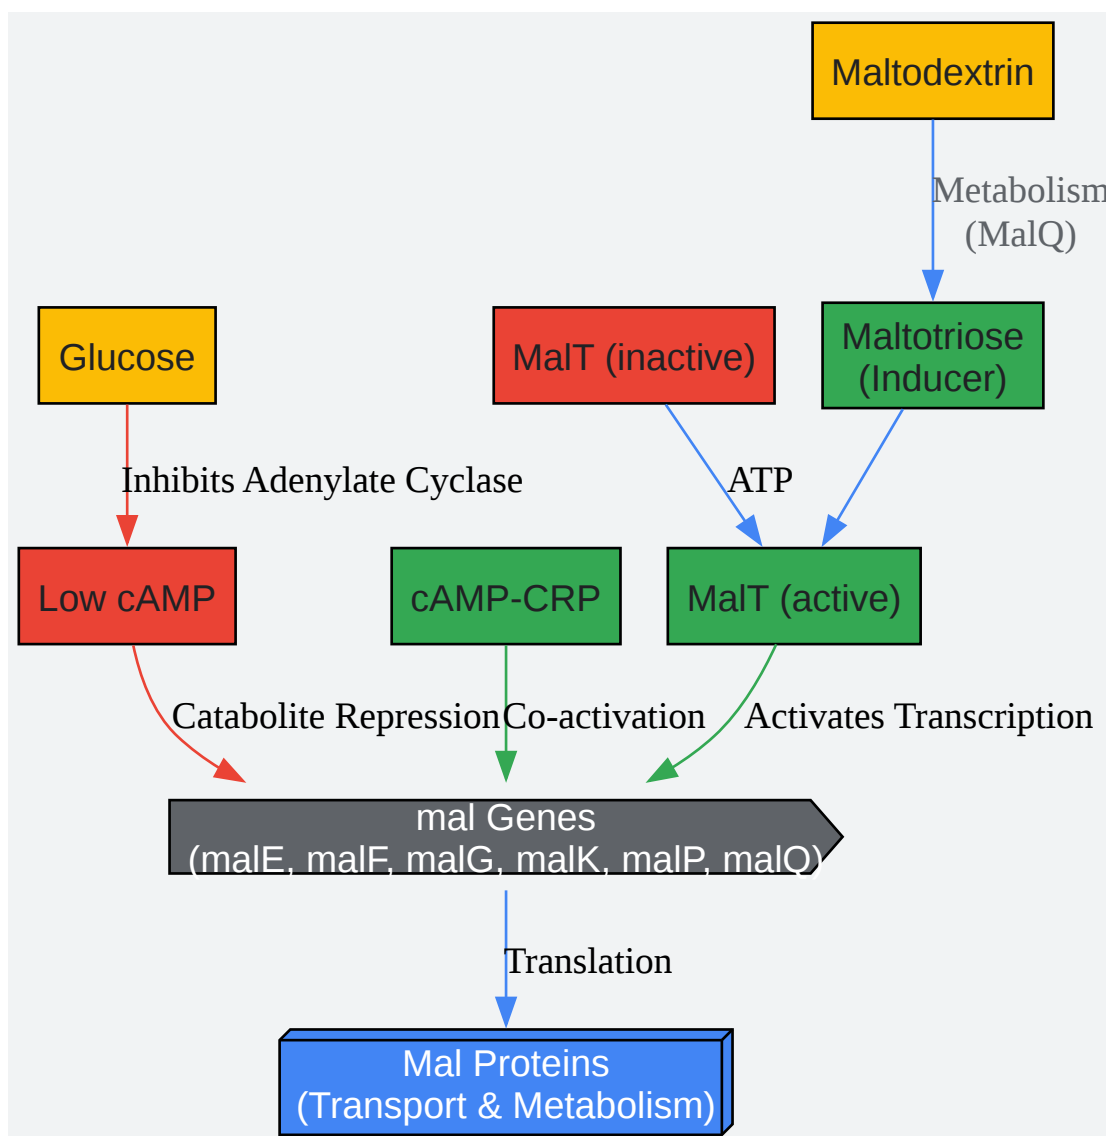 Maltodextrin
Metabolism
(MalQ)
Glucose
MalT (inactive)
Maltotriose
(Inducer)
Inhibits Adenylate Cyclase
ATP
Low cAMP
cAMP-CRP
MalT (active)
Catabolite Repression
Co-activation
Activates Transcription
mal Genes
(malE, malF, malG, malK, malP, malQ)
Translation
Mal Proteins
(Transport & Metabolism)